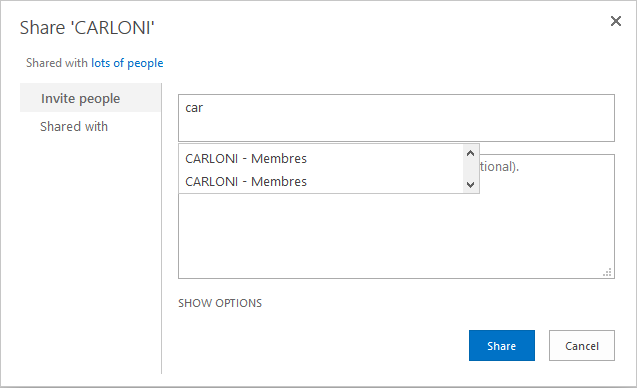 Share 'CARLONI'
Shared with lots of people
Invite people
Shared with
car
CARLONI - Membres
CARLONI - Membres
tional).
SHOW OPTIONS
Share Cancel